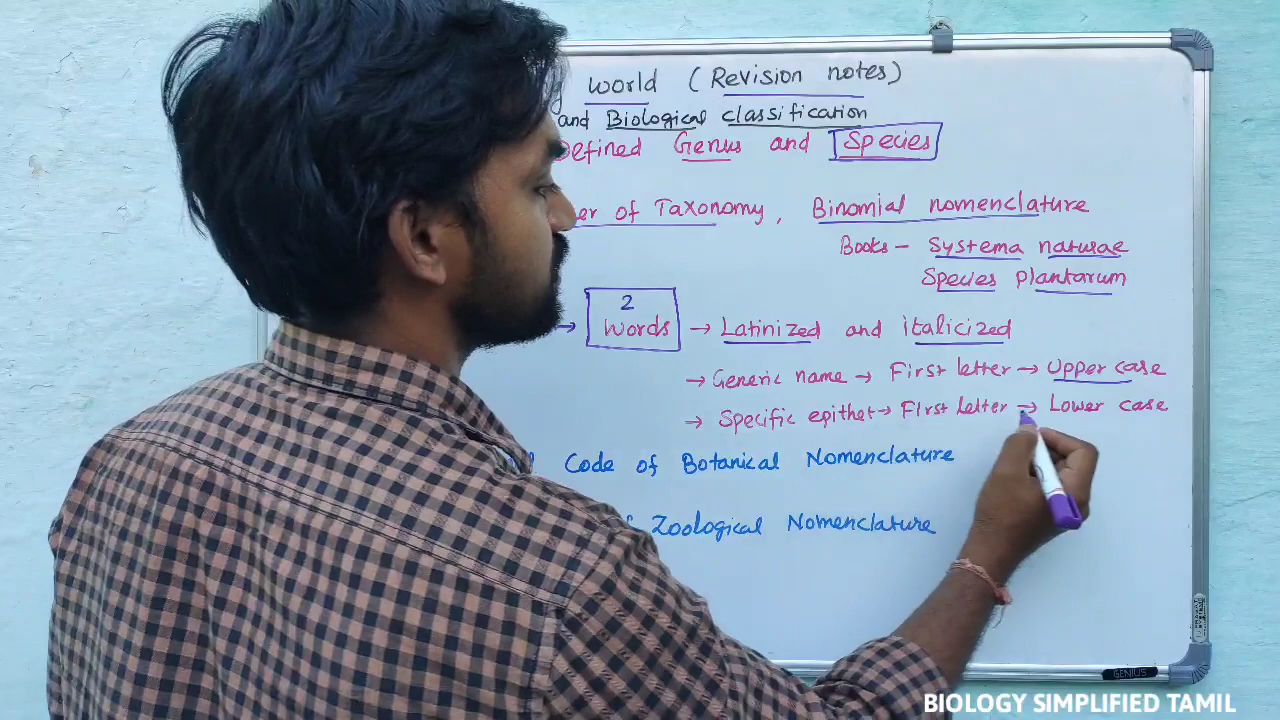 world (Revision notes)
and Biological classification
Defined Genus and Species
of Taxonomy, Binomial nomenclature
Books - Systema naturae
Species plantarum
2
→ words → Latinized and italicized
→ Generic name → First letter → Upper case
→ Specific epithet → First letter → Lower case
Code of Botanical Nomenclature
Zoological Nomenclature
GENIUS
BIOLOGY SIMPLIFIED TAMIL